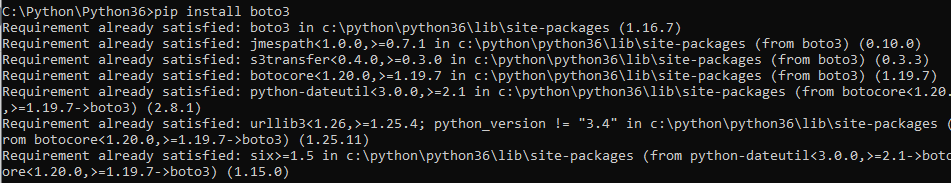 C:\Python\Python36>pip install boto3
Requirement already satisfied: boto3 in c:\python\python36\lib\site-packages (1.16.7)
Requirement already satisfied: jmespath<1.0.0,>=0.7.1 in c:\python\python36\lib\site-packages (from boto3) (0.10.0)
Requirement already satisfied: s3transfer<0.4.0,>=0.3.0 in c:\python\python36\lib\site-packages (from boto3) (0.3.3)
Requirement already satisfied: botocore<1.20.0,>=1.19.7 in c:\python\python36\lib\site-packages (from boto3) (1.19.7)
Requirement already satisfied: python-dateutil<3.0.0,>=2.1 in c:\python\python36\lib\site-packages (from botocore<1.20.
,>=1.19.7->boto3) (2.8.1)
Requirement already satisfied: urllib3<1.26,>=1.25.4; python_version != "3.4" in c:\python\python36\lib\site-packages (
rom botocore<1.20.0,>=1.19.7->boto3) (1.25.11)
Requirement already satisfied: six>=1.5 in c:\python\python36\lib\site-packages (from python-dateutil<3.0.0,>=2.1->boto
ore<1.20.0,>=1.19.7->boto3) (1.15.0)